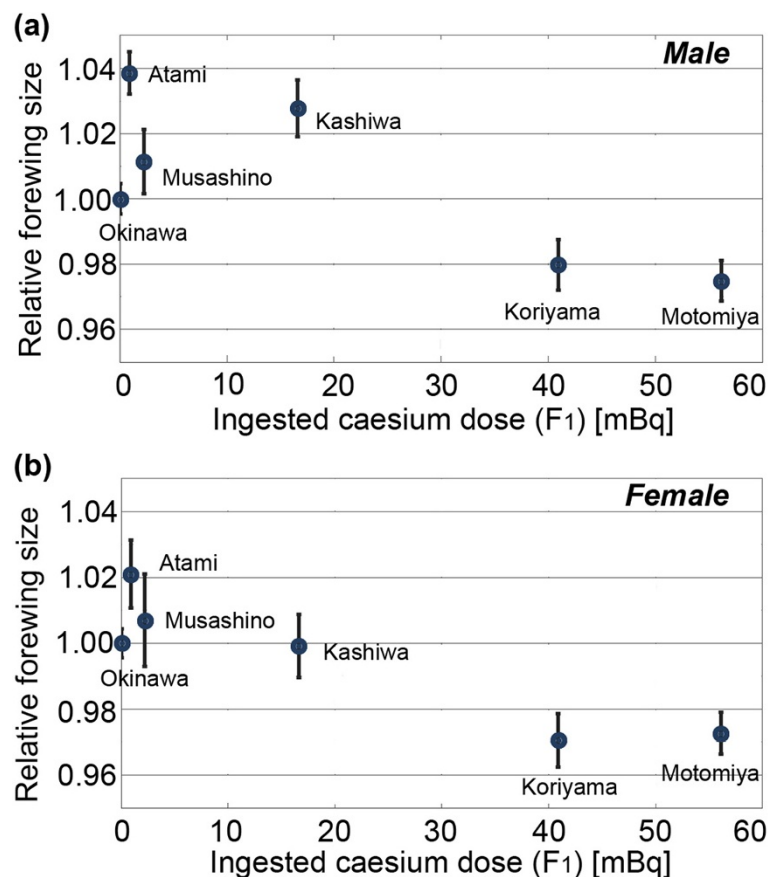 (a)
Male
1.04
Atami
1.02
Kashiwa
Musashino
1.00
Okinawa
0.98
Koriyama
Motomiya
0.96
Relative forewing size
0 10 20 30 40 50 60
Ingested caesium dose (F₁) [mBq]
(b)
Female
1.04
Atami
1.02
Musashino
1.00
Kashiwa
Okinawa
0.98
Koriyama
Motomiya
0.96
Relative forewing size
0 10 20 30 40 50 60
Ingested caesium dose (F₁) [mBq]